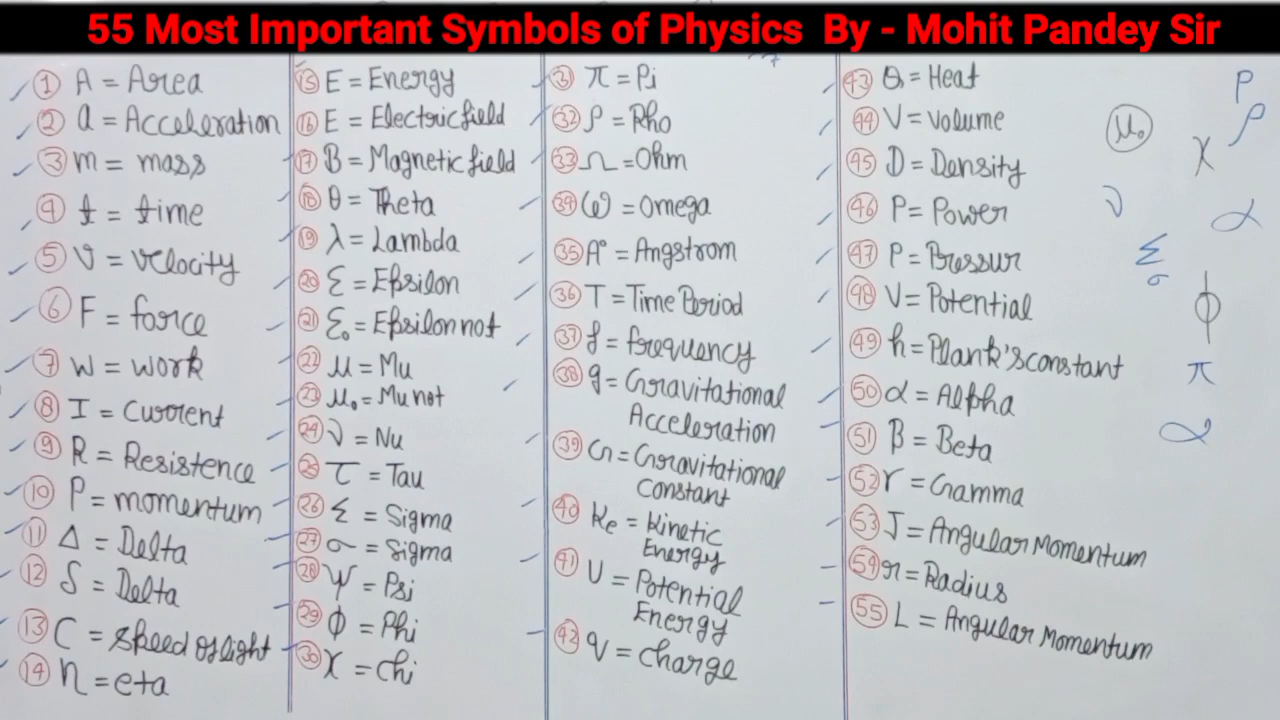 55 Most Important Symbols of Physics By - Mohit Pandey Sir
① A = Area
② a = Acceleration
③ m = mass
④ t = time
⑤ v = velocity
⑥ F = force
⑦ W = work
⑧ I = Current
⑨ R = Resistence
⑩ P = momentum
⑪ Δ = Delta
⑫ δ = Delta
⑬ C = speed of light
⑭ η = eta
⑮ E = Energy
⑯ E = Electric field
⑰ B = Magnetic field
⑱ θ = Theta
⑲ λ = Lambda
⑳ Ɛ = Epsilon
㉑ Ɛ₀ = Epsilon not
㉒ μ = Mu
㉓ μ₀ = Mu not
㉔ ν = Nu
㉕ τ = Tau
㉖ Σ = Sigma
㉗ σ = Sigma
㉘ Ψ = Psi
㉙ ϕ = Phi
㉚ χ = chi
㉛ π = Pi
㉜ ρ = Rho
㉝ Ω = Ohm
㉞ ω = Omega
㉟ A° = Angstrom
㊱ T = Time Period
㊲ f = frequency
㊳ g = Gravitational
Acceleration
㊴ G = Gravitational
Constant
㊵ Ke = Kinetic
Energy
㊶ U = Potential
Energy
㊷ q = charge
㊸ Q = Heat
㊹ V = volume
㊺ D = Density
㊻ P = Power
㊼ P = Pressur
㊽ V = Potential
㊾ h = Plank's constant
㊿ α = Alpha
51 β = Beta
52 γ = Gamma
53 J = Angular Momentum
54 r = Radius
55 L = Angular Momentum
P
ρ
μ₀
χ
ν
α
Σ
σ
ϕ
π
α